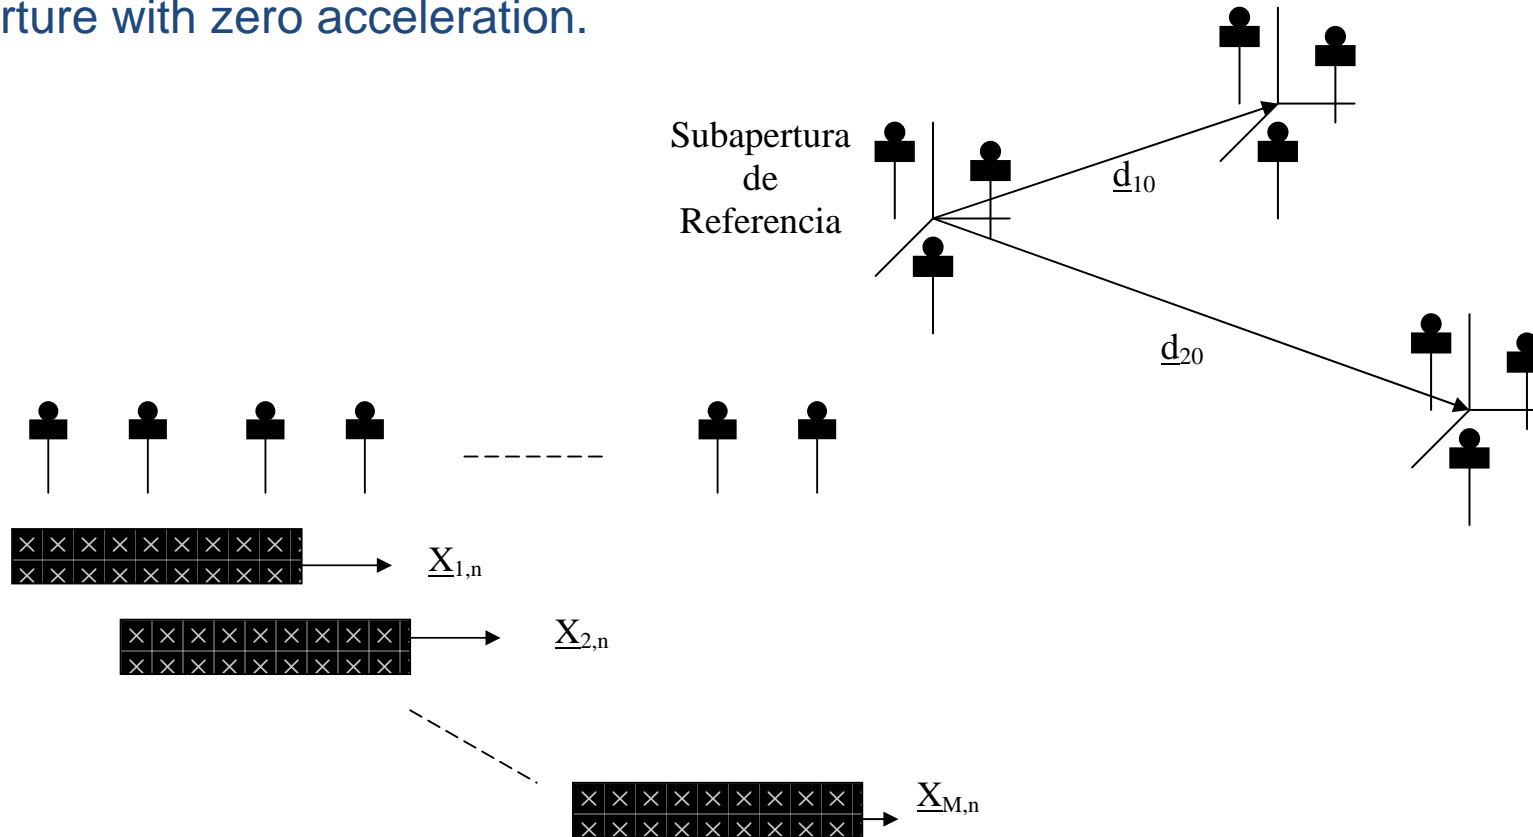 rture with zero acceleration.
Subapertura
de
Referencia
d10
d20
X1,n
X2,n
XM,n